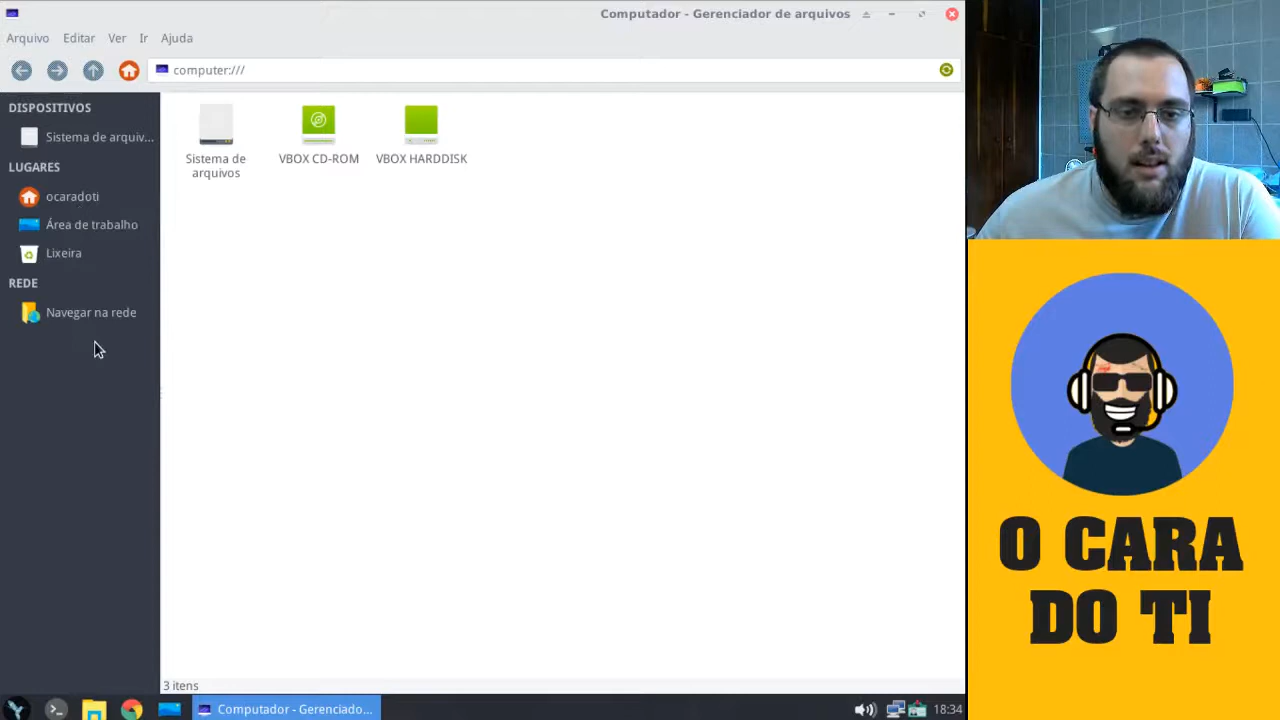 Computador - Gerenciador de arquivos
Arquivo Editar Ver Ir Ajuda
computer:///
DISPOSITIVOS
Sistema de arquiv...
LUGARES
ocaradoti
Área de trabalho
Lixeira
REDE
Navegar na rede
Sistema de
arquivos
VBOX CD-ROM
VBOX HARDDISK
3 itens
O CARA
DO TI
Computador - Gerenciado...
18:34